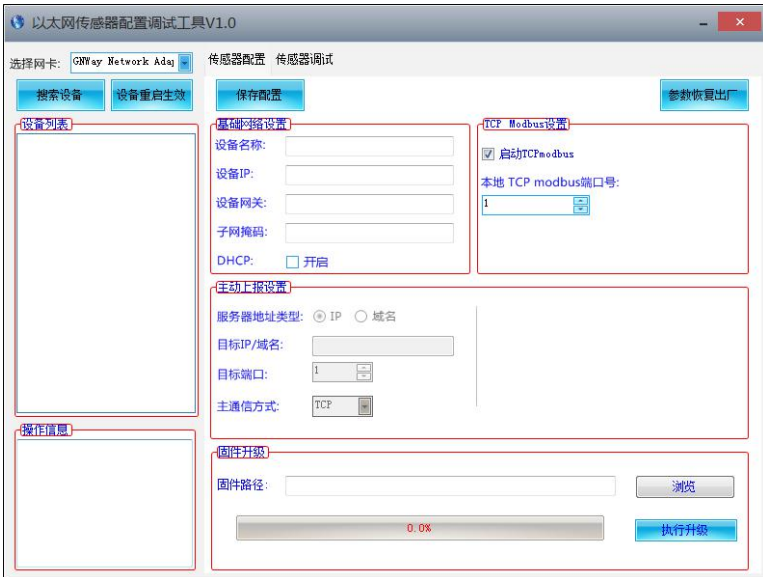 以太网传感器配置调试工具V1.0
选择网卡: GNWay Network Adaj
传感器配置 传感器调试
搜索设备 设备重启生效
保存配置 参数恢复出厂
设备列表
基础网络设置
设备名称:
设备IP:
设备网关:
子网掩码:
DHCP: 开启
TCP Modbus设置
启动TCPmodbus
本地 TCP modbus端口号:
1
主动上报设置
服务器地址类型: IP 域名
目标IP/域名:
目标端口: 1
主通信方式: TCP
操作信息
固件升级
固件路径: 浏览
0.0% 执行升级